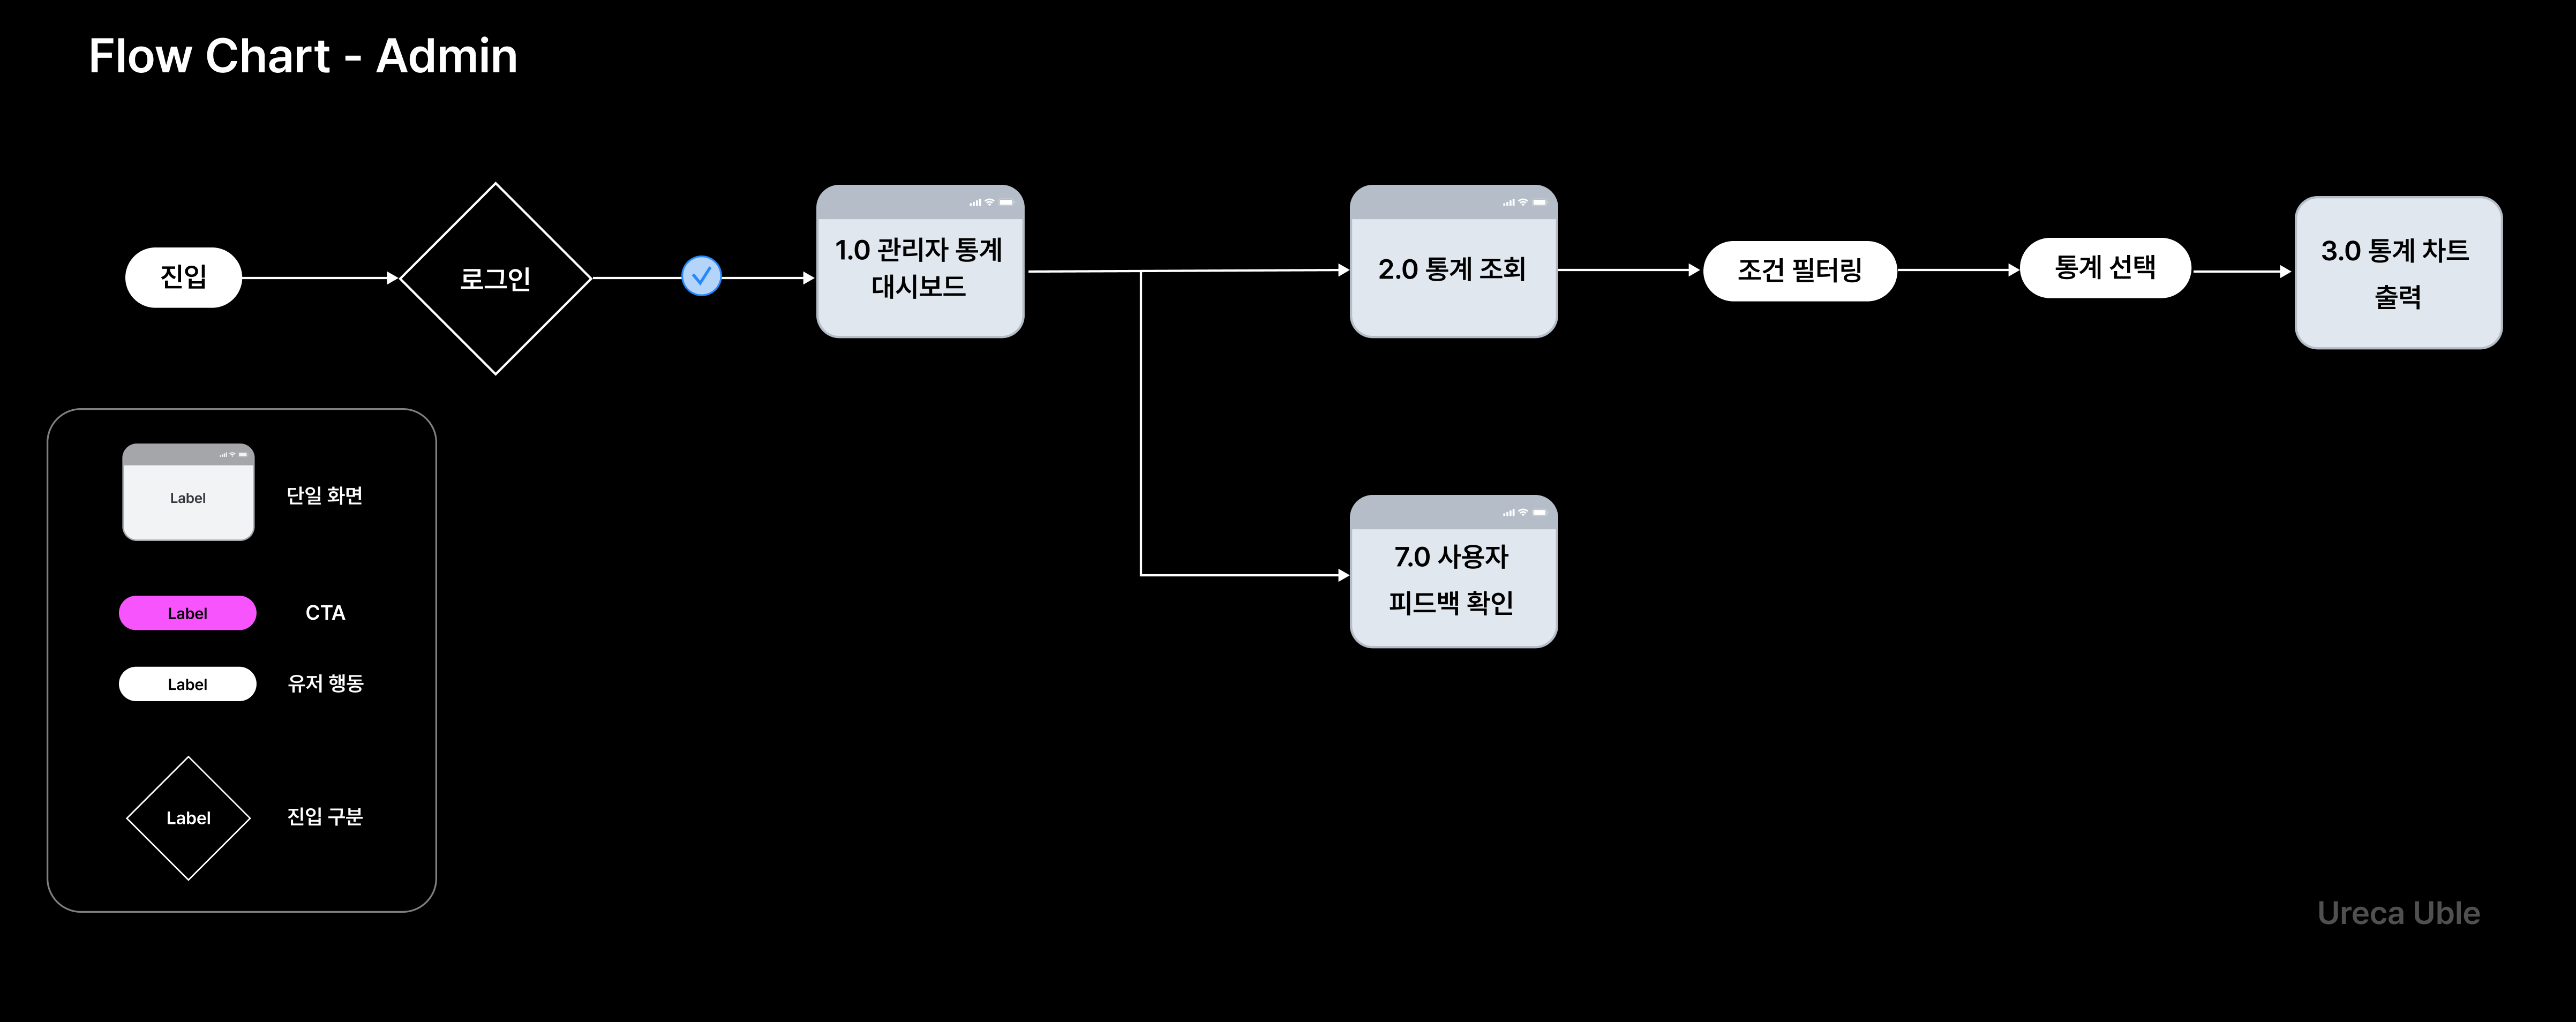 Flow Chart - Admin
진입
로그인
1.0 관리자 통계
대시보드
2.0 통계 조회
조건 필터링
통계 선택
3.0 통계 차트
출력
7.0 사용자
피드백 확인
Label
단일 화면
Label
CTA
Label
유저 행동
Label
진입 구분
Ureca Uble